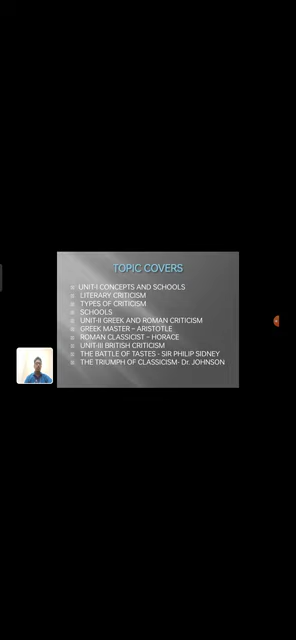 TOPIC COVERS
UNIT-I CONCEPTS AND SCHOOLS
LITERARY CRITICISM
TYPES OF CRITICISM
SCHOOLS
UNIT-II GREEK AND ROMAN CRITICISM
GREEK MASTER – ARISTOTLE
ROMAN CLASSICIST – HORACE
UNIT-III BRITISH CRITICISM
THE BATTLE OF TASTES - SIR PHILIP SIDNEY
THE TRIUMPH OF CLASSICISM- Dr. JOHNSON